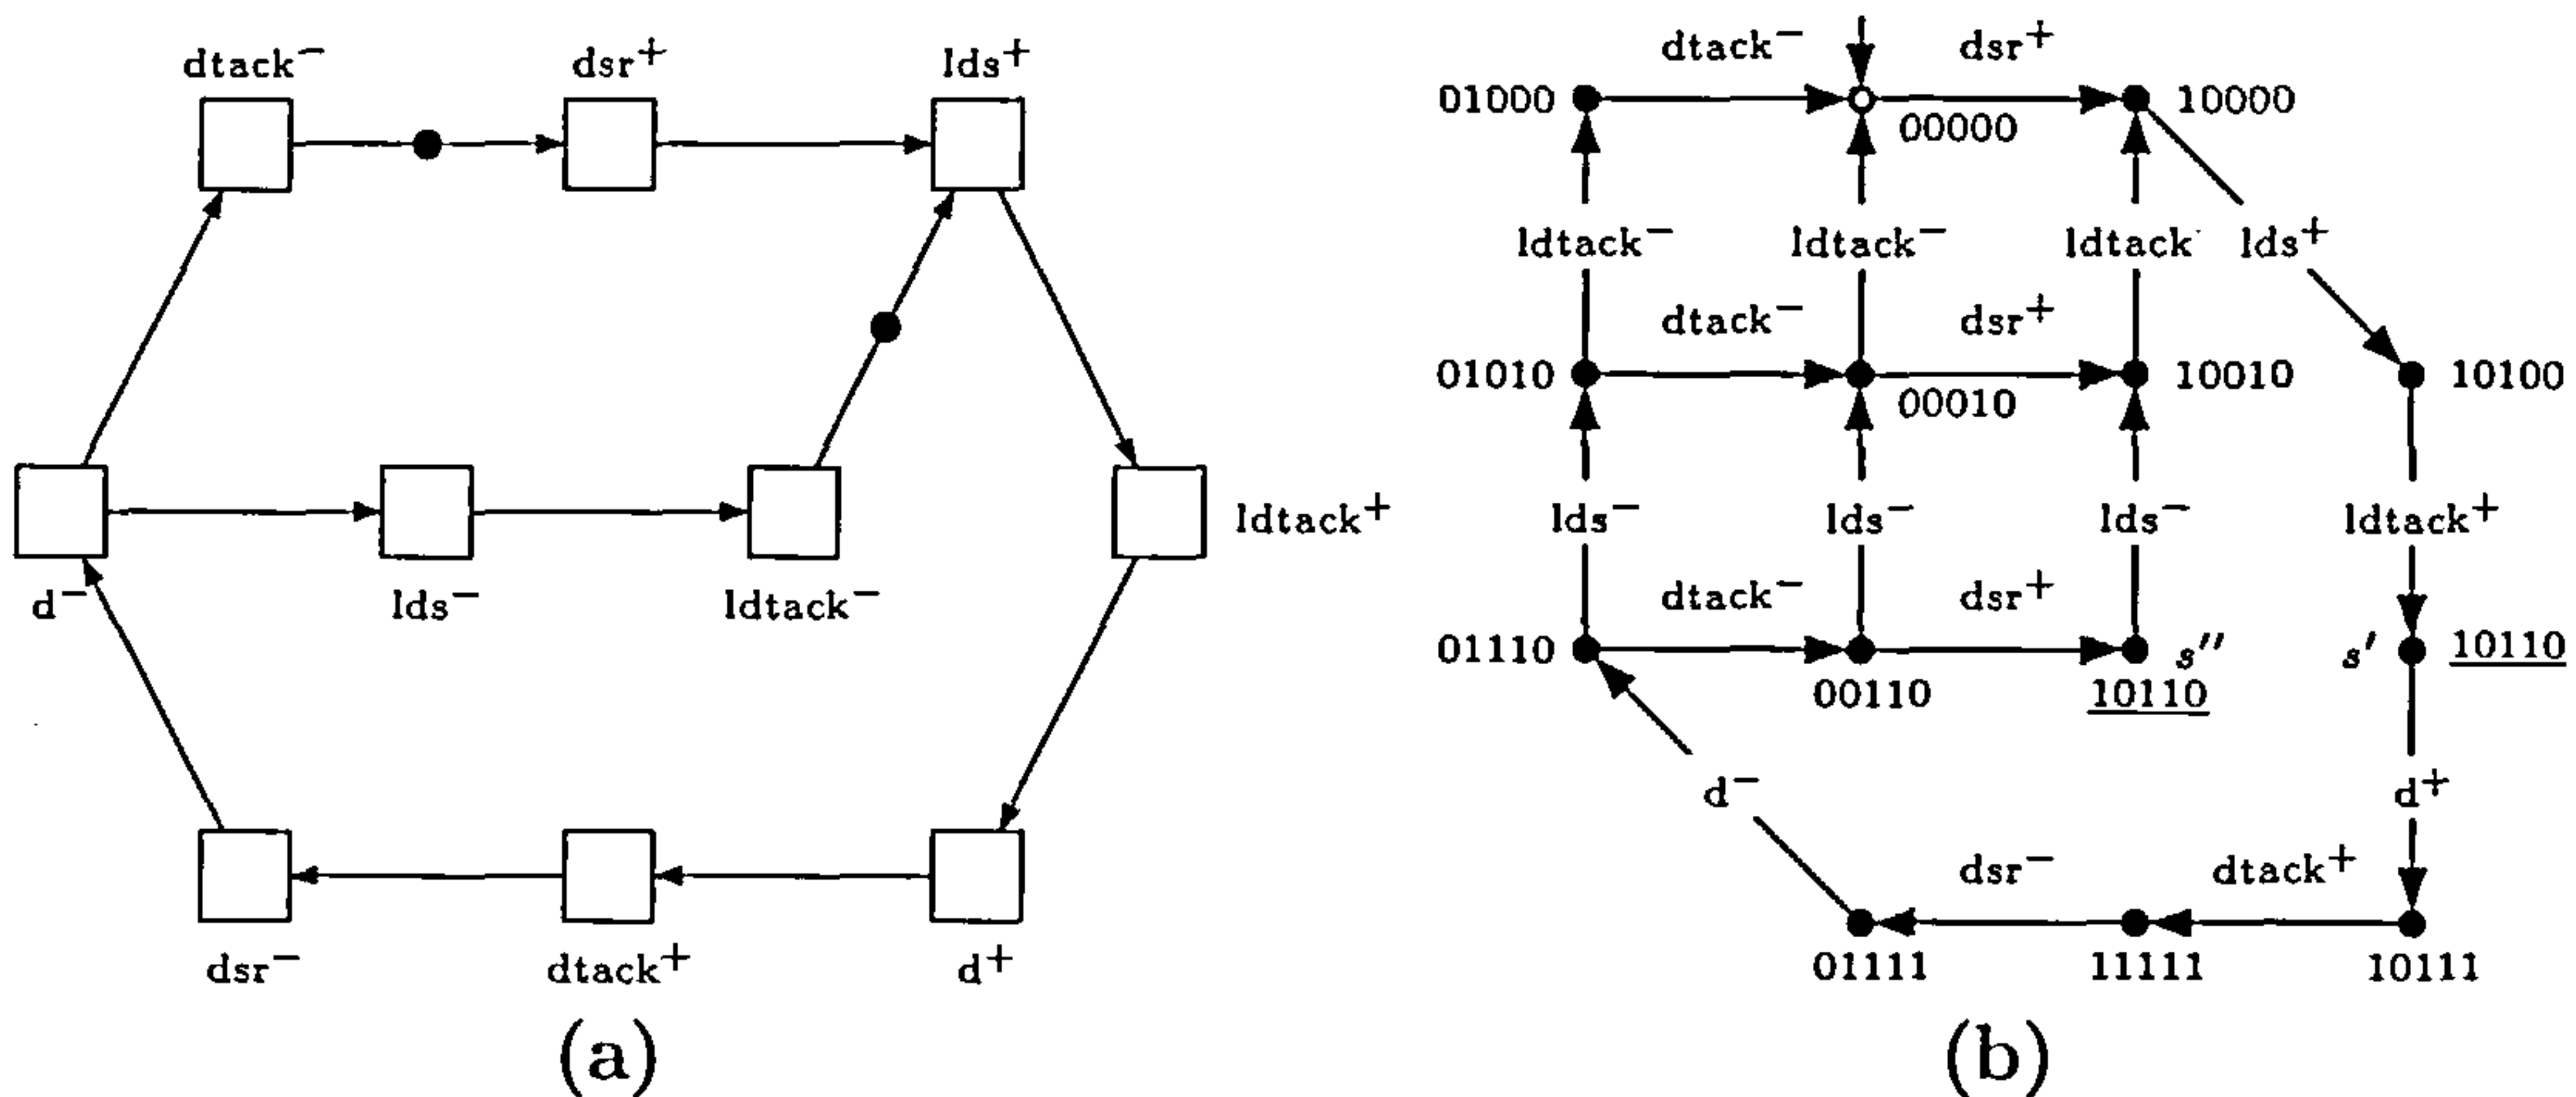 dtack⁻ dsr⁺ lds⁺
d⁻ lds⁻ ldtack⁻ ldtack⁺
dsr⁻ dtack⁺ d⁺
(a)
dtack⁻ dsr⁺
01000 00000 10000
ldtack⁻ ldtack⁻ ldtack⁻ lds⁺
dtack⁻ dsr⁺
01010 00010 10010 10100
lds⁻ lds⁻ lds⁻ ldtack⁺
dtack⁻ dsr⁺
01110 00110 s″ 10110 s′ 10110
d⁻ d⁺
dsr⁻ dtack⁺
01111 11111 10111
(b)